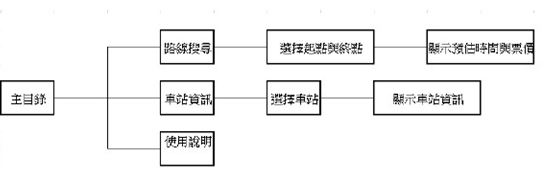 路線搜尋
選擇起點與終點
顯示預住時間與票價
主目錄
車站資訊
選擇車站
顯示車站資訊
使用說明